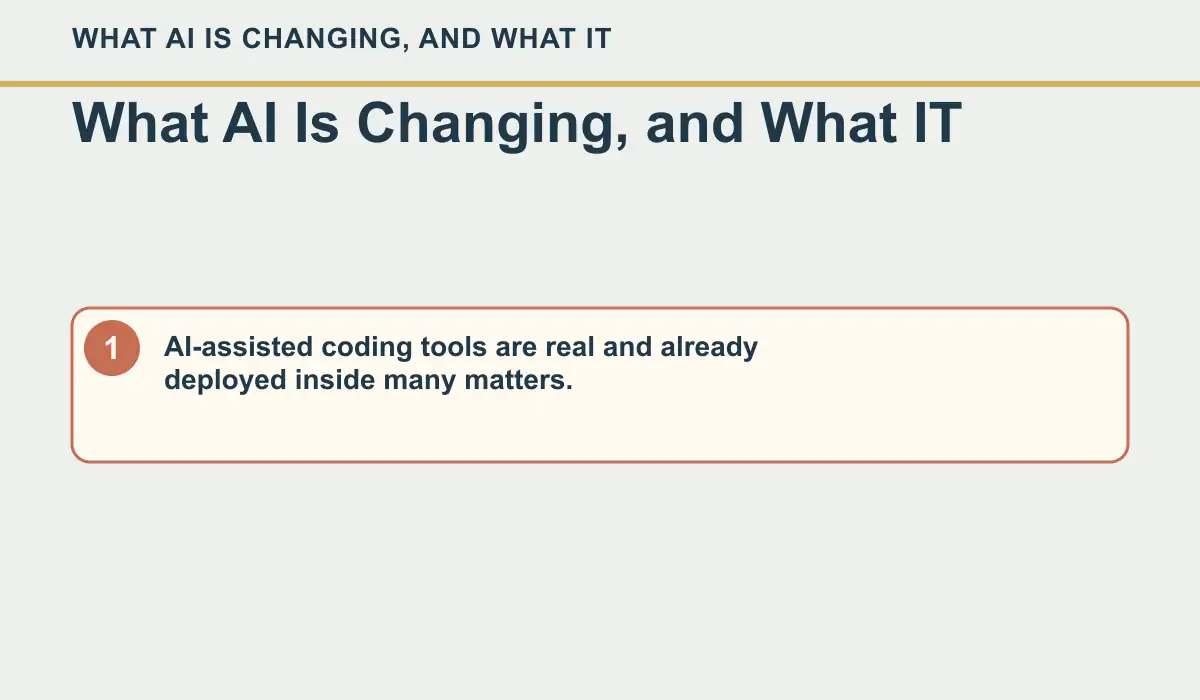 WHAT AI IS CHANGING, AND WHAT IT
What AI Is Changing, and What IT
1
AI-assisted coding tools are real and already
deployed inside many matters.